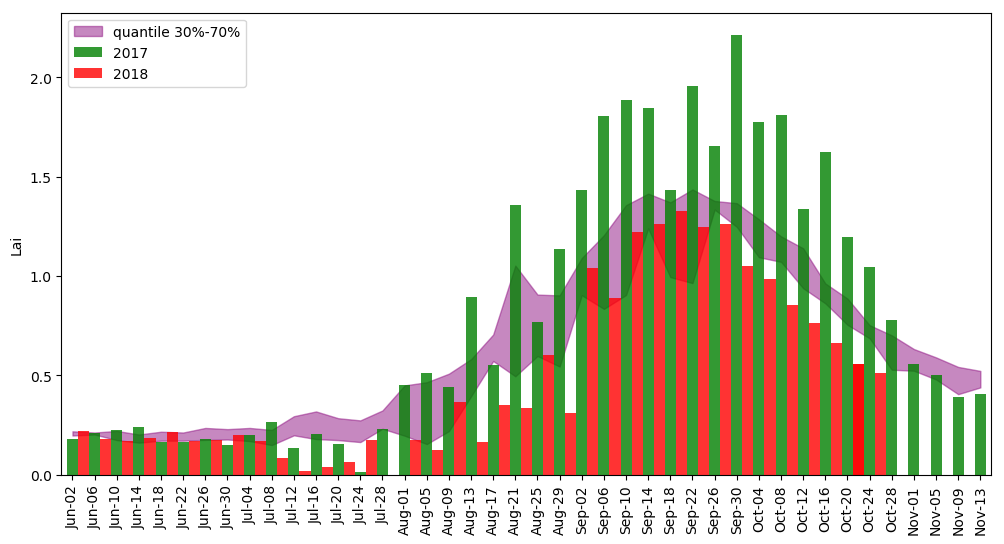 quantile 30%-70%
2017
2018
2.0
1.5
1.0
0.5
0.0
Lai
Jun-02
Jun-06
Jun-10
Jun-14
Jun-18
Jun-22
Jun-26
Jun-30
Jul-04
Jul-08
Jul-12
Jul-16
Jul-20
Jul-24
Jul-28
Aug-01
Aug-05
Aug-09
Aug-13
Aug-17
Aug-21
Aug-25
Aug-29
Sep-02
Sep-06
Sep-10
Sep-14
Sep-18
Sep-22
Sep-26
Sep-30
Oct-04
Oct-08
Oct-12
Oct-16
Oct-20
Oct-24
Oct-28
Nov-01
Nov-05
Nov-09
Nov-13